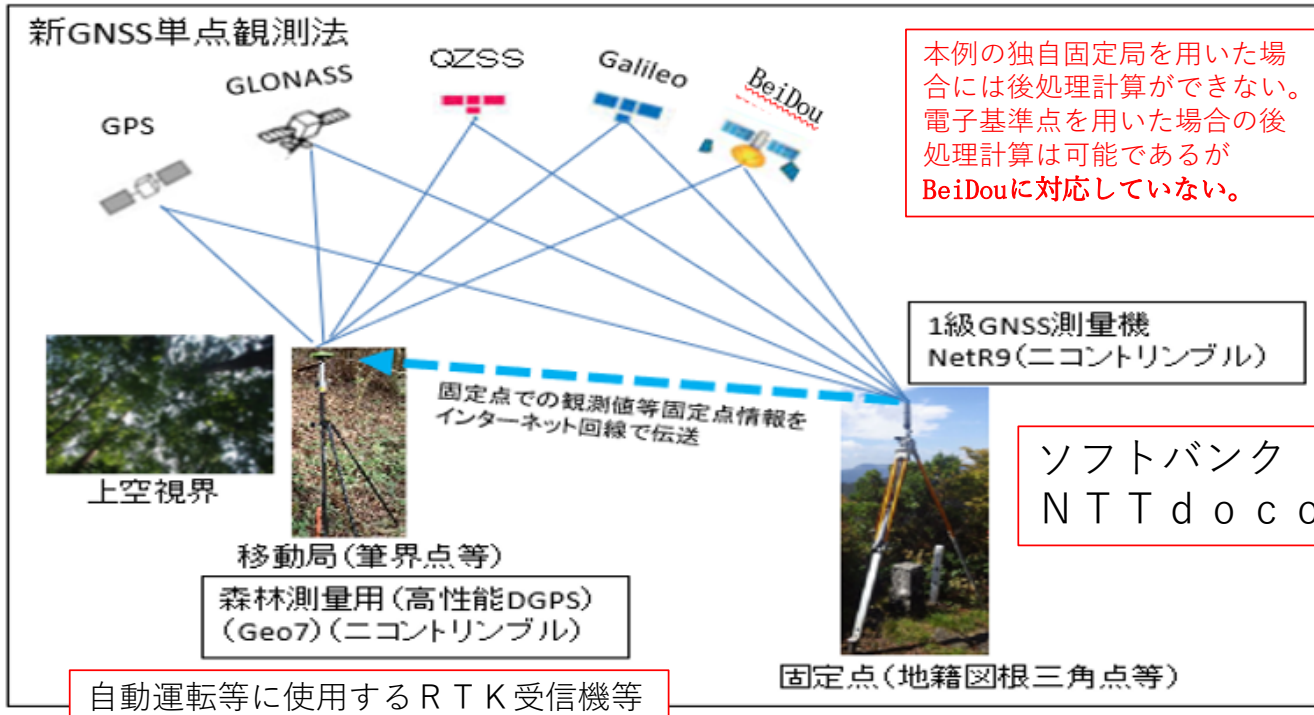 新GNSS単点観測法
GPS
GLONASS
QZSS
Galileo
BeiDou
本例の独自固定局を用いた場
合には後処理計算ができない。
電子基準点を用いた場合の後
処理計算は可能であるが
BeiDouに対応していない。
1級GNSS測量機
NetR9(ニコントリンブル)
固定点での観測値等固定点情報を
インターネット回線で伝送
ソフトバンク
NTTdoco
上空視界
移動局(筆界点等)
森林測量用(高性能DGPS)
(Geo7)(ニコントリンブル)
固定点(地籍図根三角点等)
自動運転等に使用するRTK受信機等